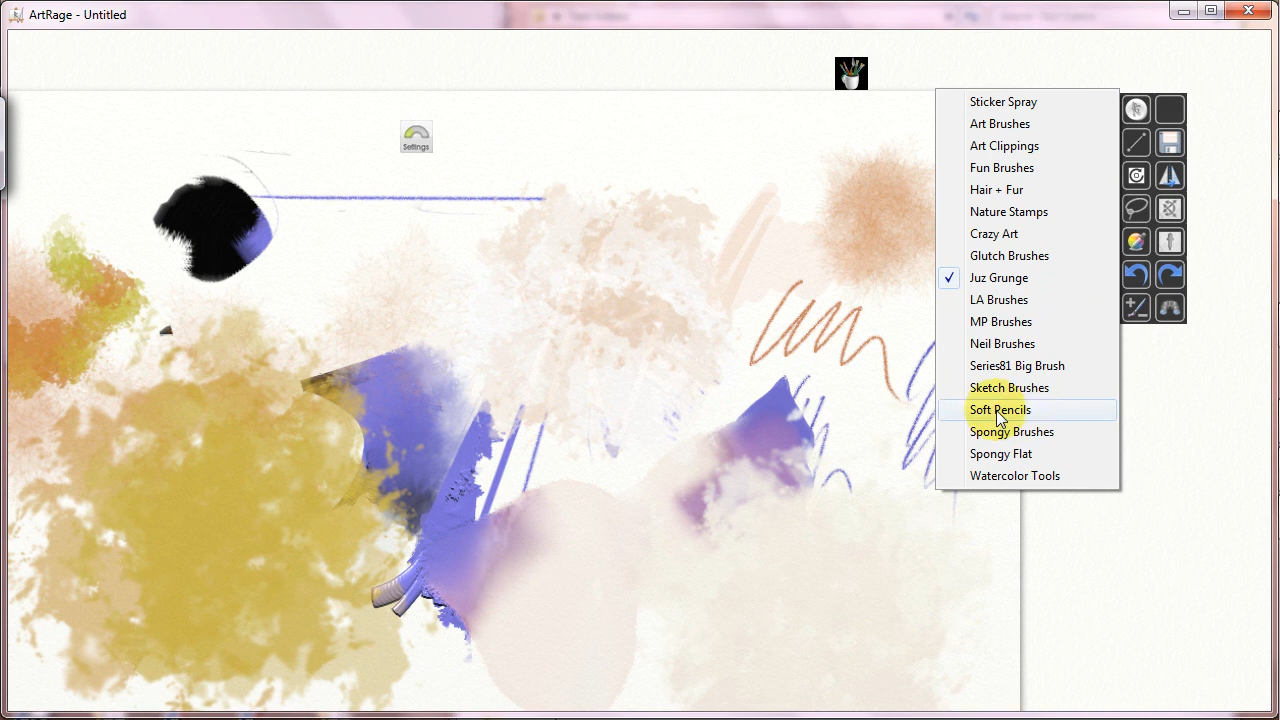 ArtRage - Untitled
Settings
Sticker Spray
Art Brushes
Art Clippings
Fun Brushes
Hair + Fur
Nature Stamps
Crazy Art
Glutch Brushes
Juz Grunge
LA Brushes
MP Brushes
Neil Brushes
Series81 Big Brush
Sketch Brushes
Soft Pencils
Spongy Brushes
Spongy Flat
Watercolor Tools